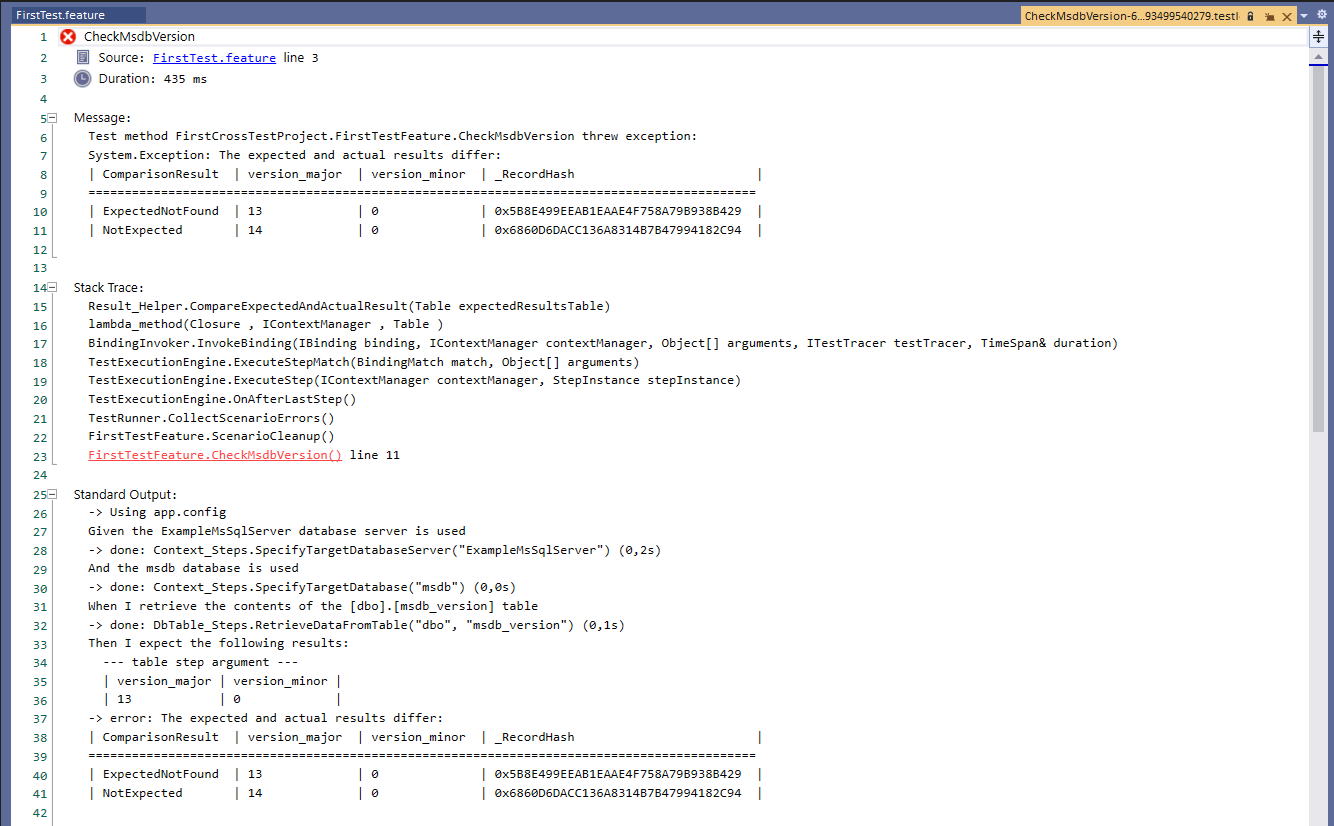 FirstTest.feature
CheckMsdbVersion-6...93499540279.testl
1 CheckMsdbVersion
2 Source: FirstTest.feature line 3
3 Duration: 435 ms
4
5 Message:
6 Test method FirstCrossTestProject.FirstTestFeature.CheckMsdbVersion threw exception:
7 System.Exception: The expected and actual results differ:
8 | ComparisonResult | version_major | version_minor | _RecordHash |
9 ============================================================================================
10 | ExpectedNotFound | 13 | 0 | 0x5B8E499EEAB1EAAE4F758A79B938B429 |
11 | NotExpected | 14 | 0 | 0x6860D6DACC136A8314B7B47994182C94 |
12
13
14 Stack Trace:
15 Result_Helper.CompareExpectedAndActualResult(Table expectedResultsTable)
16 lambda_method(Closure , IContextManager , Table )
17 BindingInvoker.InvokeBinding(IBinding binding, IContextManager contextManager, Object[] arguments, ITestTracer testTracer, TimeSpan& duration)
18 TestExecutionEngine.ExecuteStepMatch(BindingMatch match, Object[] arguments)
19 TestExecutionEngine.ExecuteStep(IContextManager contextManager, StepInstance stepInstance)
20 TestExecutionEngine.OnAfterLastStep()
21 TestRunner.CollectScenarioErrors()
22 FirstTestFeature.ScenarioCleanup()
23 FirstTestFeature.CheckMsdbVersion() line 11
24
25 Standard Output:
26 -> Using app.config
27 Given the ExampleMsSqlServer database server is used
28 -> done: Context_Steps.SpecifyTargetDatabaseServer("ExampleMsSqlServer") (0,2s)
29 And the msdb database is used
30 -> done: Context_Steps.SpecifyTargetDatabase("msdb") (0,0s)
31 When I retrieve the contents of the [dbo].[msdb_version] table
32 -> done: DbTable_Steps.RetrieveDataFromTable("dbo", "msdb_version") (0,1s)
33 Then I expect the following results:
34 --- table step argument ---
35 | version_major | version_minor |
36 | 13 | 0 |
37 -> error: The expected and actual results differ:
38 | ComparisonResult | version_major | version_minor | _RecordHash |
39 ============================================================================================
40 | ExpectedNotFound | 13 | 0 | 0x5B8E499EEAB1EAAE4F758A79B938B429 |
41 | NotExpected | 14 | 0 | 0x6860D6DACC136A8314B7B47994182C94 |
42